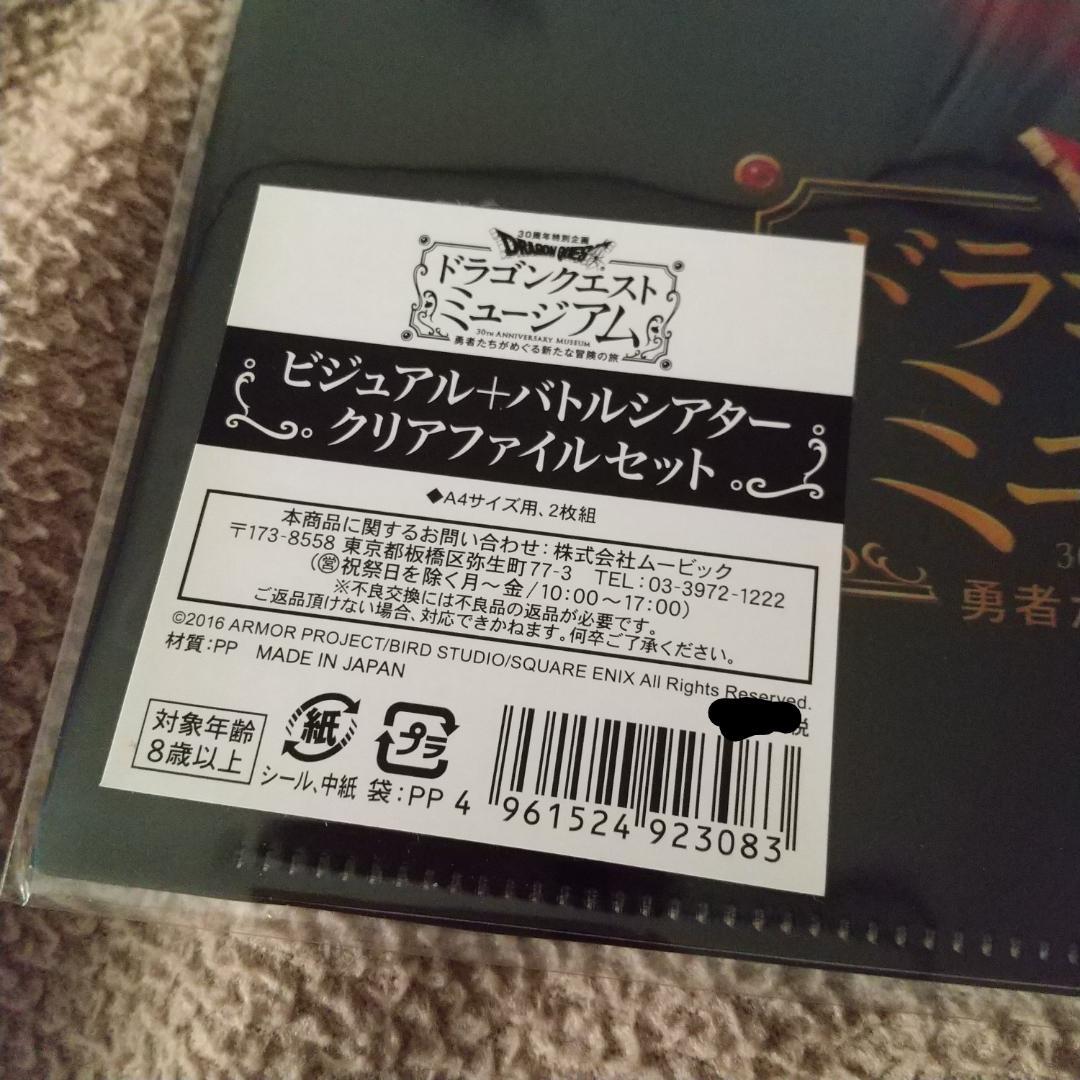 30周年特別企画
DRAGON QUEST
ドラゴンクエスト
ミュージアム
30TH ANNIVERSARY MUSEUM
勇者たちがめぐる新たな冒険の旅
ビジュアル+バトルシアター
クリアファイルセット
◆A4サイズ用、2枚組
本商品に関するお問い合わせ:株式会社ムービック
〒173-8558 東京都板橋区弥生町77-3 TEL:03-3972-1222
(㊂祝祭日を除く月~金/10:00~17:00)
※不良交換には不良品の返品が必要です。
ご返品頂けない場合、対応できかねます。何卒ご了承ください。
©2016 ARMOR PROJECT/BIRD STUDIO/SQUARE ENIX All Rights Reserved.
材質:PP MADE IN JAPAN
税
対象年齢
8歳以上
紙
シール、中紙
プラ
袋:PP
4 961524 923083
ドラ
ミュ
30
勇者